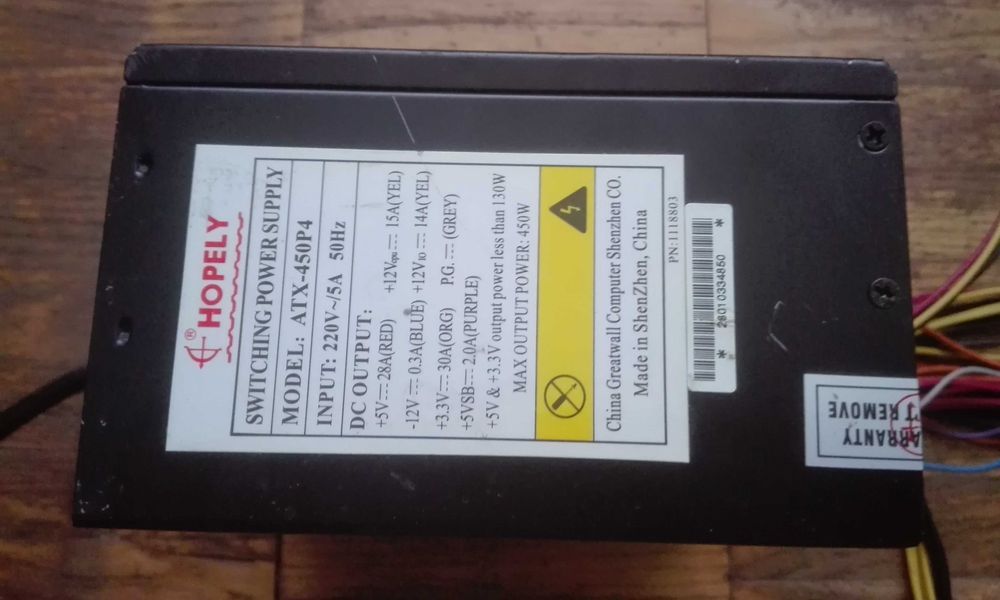 ® HOPELY
SWITCHING POWER SUPPLY
MODEL: ATX-450P4
INPUT: 220V~/5A 50Hz
DC OUTPUT:
+5V⎓28A(RED) +12Vcpu⎓15A(YEL)
-12V⎓0.3A(BLUE) +12VIO⎓14A(YEL)
+3.3V⎓30A(ORG) P.G.⎓(GREY)
+5VSB⎓2.0A(PURPLE)
+5V & +3.3V output power less than 130W
MAX OUTPUT POWER: 450W
China Greatwall Computer Shenzhen CO.
Made in ShenZhen, China
PN:1118803
* 28010334850 *
ARRANTY
T REMOVE